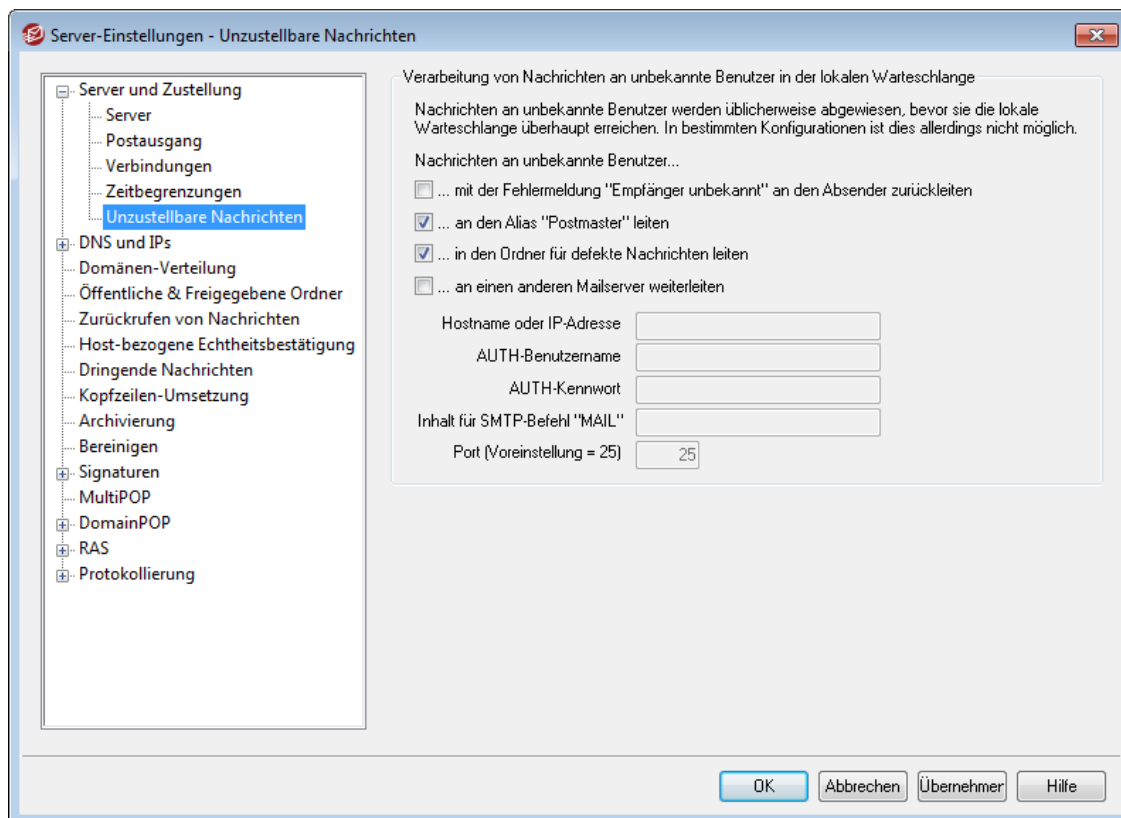 Server-Einstellungen - Unzustellbare Nachrichten
Server und Zustellung
Server
Postausgang
Verbindungen
Zeitbegrenzungen
Unzustellbare Nachrichten
DNS und IPs
Domänen-Verteilung
Öffentliche & Freigegebene Ordner
Zurückrufen von Nachrichten
Host-bezogene Echtheitsbestätigung
Dringende Nachrichten
Kopfzeilen-Umsetzung
Archivierung
Bereinigen
Signaturen
MultiPOP
DomainPOP
RAS
Protokollierung
Verarbeitung von Nachrichten an unbekannte Benutzer in der lokalen Warteschlange
Nachrichten an unbekannte Benutzer werden üblicherweise abgewiesen, bevor sie die lokale
Warteschlange überhaupt erreichen. In bestimmten Konfigurationen ist dies allerdings nicht möglich.
Nachrichten an unbekannte Benutzer...
... mit der Fehlermeldung "Empfänger unbekannt" an den Absender zurückleiten
... an den Alias "Postmaster" leiten
... in den Ordner für defekte Nachrichten leiten
... an einen anderen Mailserver weiterleiten
Hostname oder IP-Adresse
AUTH-Benutzername
AUTH-Kennwort
Inhalt für SMTP-Befehl "MAIL"
Port (Voreinstellung = 25) 25
OK Abbrechen Übernehmer Hilfe